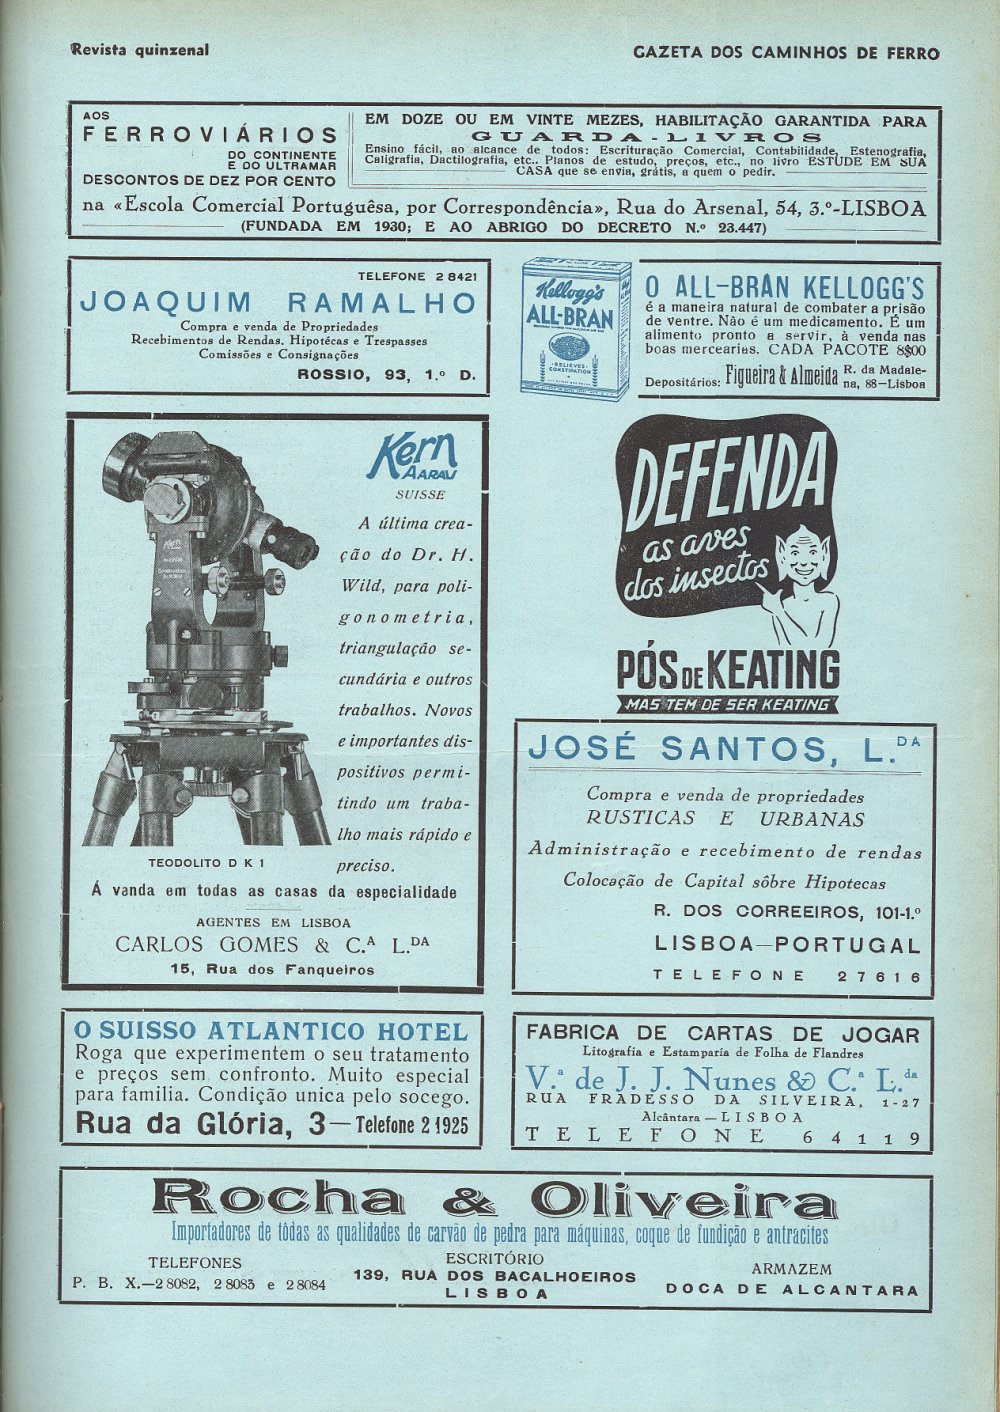 Revista quinzenal
GAZETA DOS CAMINHOS DE FERRO
AOS
FERROVIÁRIOS
DO CONTINENTE
E DO ULTRAMAR
DESCONTOS DE DEZ POR CENTO
EM DOZE OU EM VINTE MEZES, HABILITAÇÃO GARANTIDA PARA
GUARDA-LIVROS
Ensino fácil, ao alcance de todos: Escrituração Comercial, Contabilidade, Estenografia,
Caligrafia, Dactilografia, etc.. Planos de estudo, preços, etc., no livro ESTUDE EM SUA
CASA que se envia, grátis, a quem o pedir.
na «Escola Comercial Portuguêsa, por Correspondência», Rua do Arsenal, 54, 3.º-LISBOA
(FUNDADA EM 1930; E AO ABRIGO DO DECRETO N.º 23.447)
TELEFONE 2 8421
JOAQUIM RAMALHO
Compra e venda de Propriedades
Recebimentos de Rendas. Hipotécas e Trespasses
Comissões e Consignações
ROSSIO, 93, 1.º D.
Kellogg's
ALL-BRAN
RELIEVES
CONSTIPATION
O ALL-BRAN KELLOGG'S
é a maneira natural de combater a prisão
de ventre. Não é um medicamento. É um
alimento pronto a servir, à venda nas
boas mercearias. CADA PACOTE 8$00
Depositários: Figueira & Almeida R. da Madale-
na, 88—Lisboa
Kern
AARAU
SUISSE
A última crea-
ção do Dr. H.
Wild, para poli-
gonometria,
triangulação se-
cundária e outros
trabalhos. Novos
e importantes dis-
positivos permi-
tindo um traba-
lho mais rápido e
preciso.
Kern
TEODOLITO D K 1
Á vanda em todas as casas da especialidade
AGENTES EM LISBOA
CARLOS GOMES & C.A L.DA
15, Rua dos Fanqueiros
DEFENDA
as aves
dos insectos
PÓS DE KEATING
MAS TEM DE SER KEATING
JOSÉ SANTOS, L.DA
Compra e venda de propriedades
RUSTICAS E URBANAS
Administração e recebimento de rendas
Colocação de Capital sôbre Hipotecas
R. DOS CORREEIROS, 101-1.º
LISBOA—PORTUGAL
TELEFONE 27616
O SUISSO ATLANTICO HOTEL
Roga que experimentem o seu tratamento
e preços sem confronto. Muito especial
para família. Condição unica pelo socego.
Rua da Glória, 3—Telefone 2 1925
FABRICA DE CARTAS DE JOGAR
Litografia e Estamparía de Folha de Flandres
V.ª de J. J. Nunes & C.ª L.da
RUA FRADESSO DA SILVEIRA, 1-27
Alcântara — LISBOA
TELEFONE 64119
Rocha & Oliveira
Importadores de tôdas as qualidades de carvão de pedra para máquinas, coque de fundição e antracites
TELEFONES
P. B. X.—2 8082, 2 8083 e 2 8084
ESCRITÓRIO
139, RUA DOS BACALHOEIROS
LISBOA
ARMAZEM
DOCA DE ALCANTARA